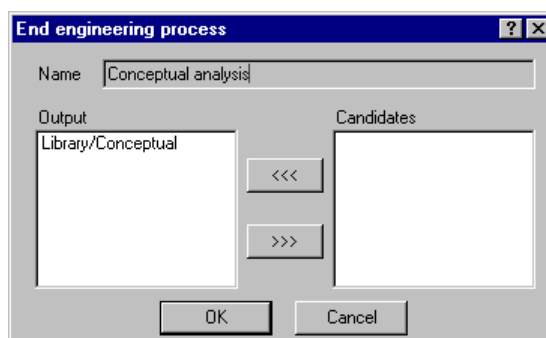 End engineering process
Name Conceptual analysis
Output Candidates
Library/Conceptual
<<<
>>>
OK Cancel